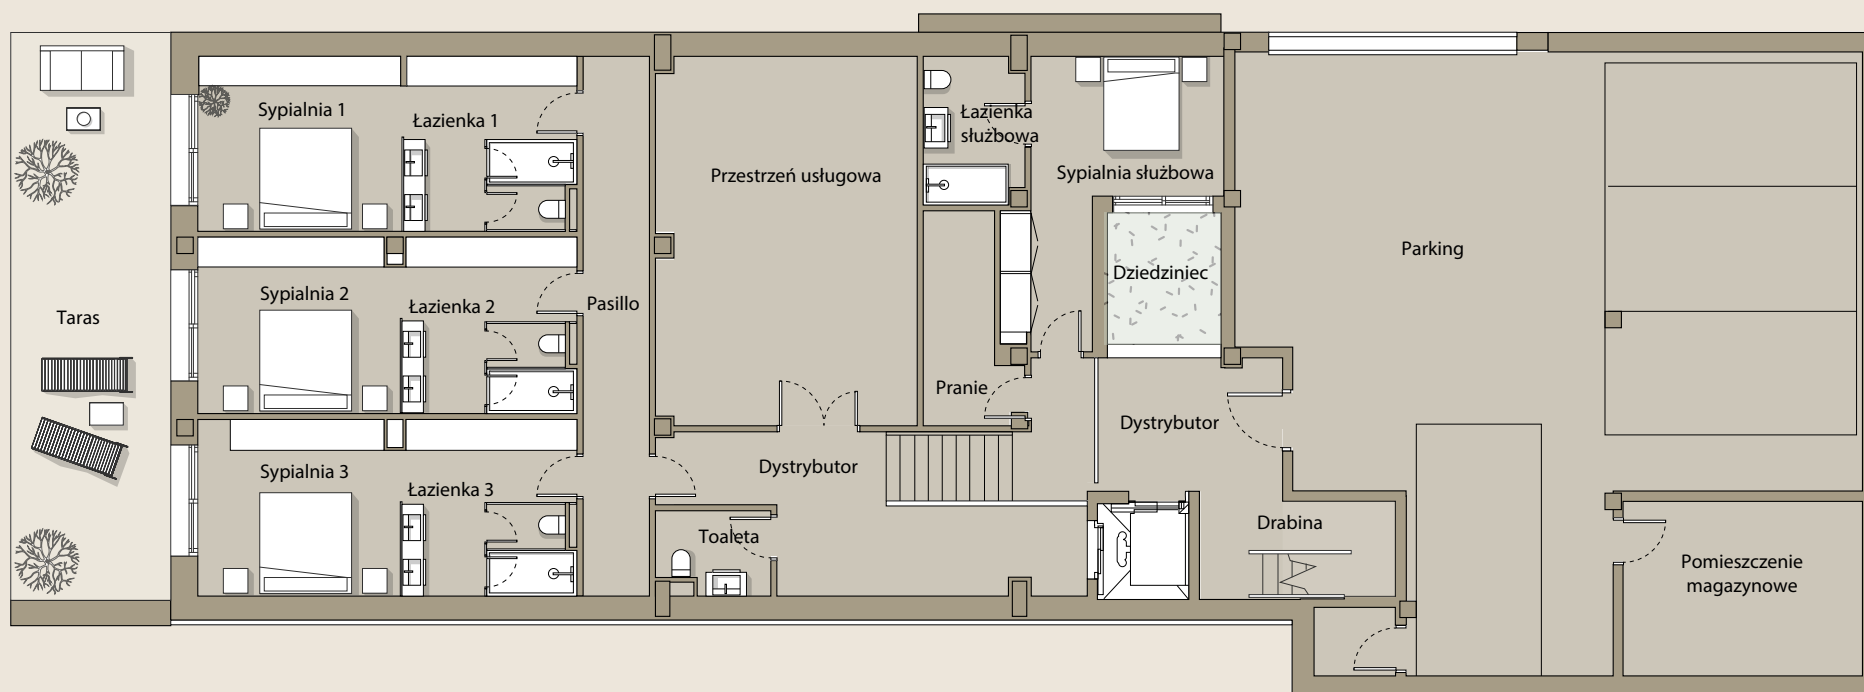 Sypialnia 1
Łazienka 1
Łazienka
służbowa
Przestrzeń usługowa
Sypialnia służbowa
Parking
Dziedziniec
Sypialnia 2
Łazienka 2
Pasillo
Taras
Pranie
Dystrybutor
Sypialnia 3
Łazienka 3
Dystrybutor
Toaleta
Drabina
Pomieszczenie
magazynowe